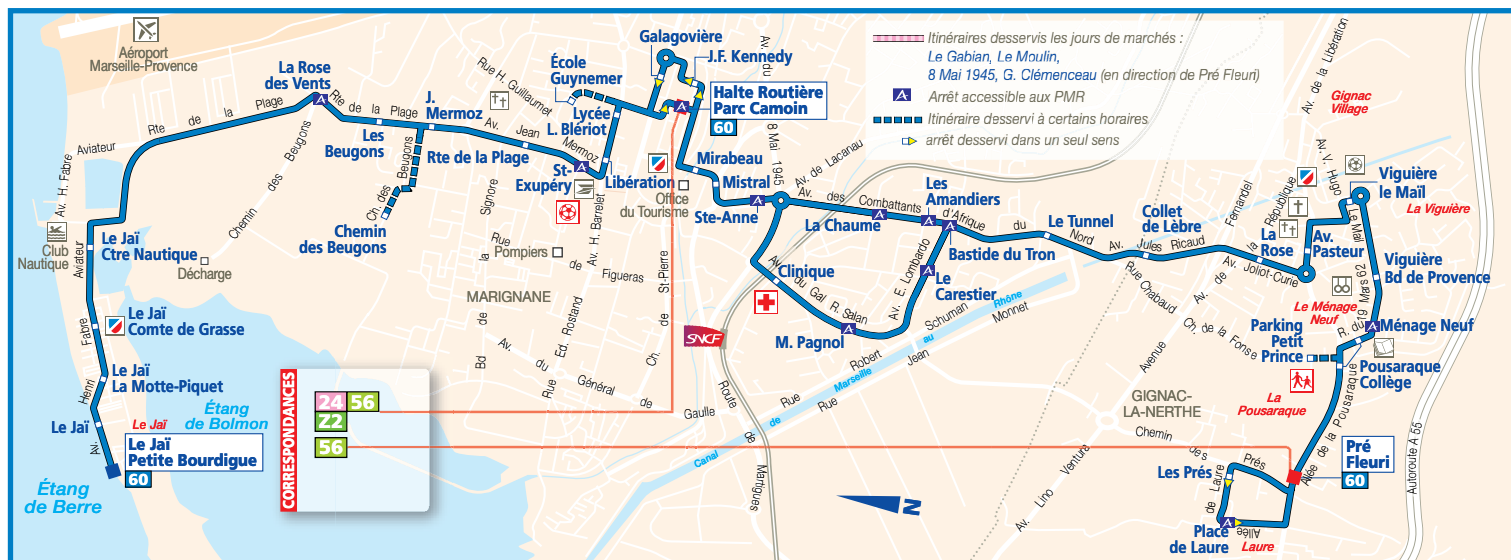 Aéroport
Marseille-Provence
La Rose
des Vents
Rte de la Plage
Rte de la Plage
Aviateur
Av. H. Fabre
Club
Nautique
Aviateur
Le Jaï
Ctre Nautique
Le Jaï
Comte de Grasse
Fabre
Le Jaï
La Motte-Piquet
Henri
Le Jaï
Av.
Le Jaï
Étang
de Bolmon
Le Jaï
Petite Bourdigue
60
Étang
de Berre
Chemin des Beugons
Décharge
Les
Beugons
J.
Mermoz
Ch. des Beugons
Chemin
des Beugons
Rue H. Guillaumet
École
Guynemer
Av. Jean Mermoz
Rte de la Plage
Lycée
L. Blériot
St-
Exupéry
Libération
Office
du Tourisme
Galagovière
J.F. Kennedy
Halte Routière
Parc Camoin
60
Av. du 8 Mai 1945
Mirabeau
Mistral
Ste-Anne
Av. de Lacanau
Bd de la Signore
Rue de Figueras
Pompiers
Av. H. Barrelet
MARIGNANE
Rue Ed. Rostand
Av. du Général de Gaulle
Ch. de St-Pierre
SNCF
Route de Martigues
Clinique
Av. du Gal R. Salan
M. Pagnol
Av. E. Lombardo
Le
Carestier
Av. des Combattants d'Afrique du Nord
La Chaume
Les
Amandiers
Bastide du Tron
Le Tunnel
Rue Robert Schuman
Rue Jean Monnet
Canal de Marseille au Rhône
Collet
de Lèbre
Av. Jules Ricaud
Rue Chabaud
Av. de
Fernandel
La
Rose
République
la
Av. Joliot-Curie
Av.
Pasteur
Av. V. Hugo
Av. de la Libération
Gignac
Village
Viguière
le Maïl
La Viguière
Le Mail
Viguière
Bd de Provence
Le Ménage
Neuf
R. du 19 Mars 62
Ménage Neuf
Parking
Petit
Prince
Pousaraque
Collège
La
Pousaraque
Ch. de la Fonse
Avenue
GIGNAC-
LA-NERTHE
Chemin des Prés
Av. Lino Ventura
Allée de la Pousaraque
Pré
Fleuri
60
Les Prés
Allée de Laure
Place
de Laure
Laure
Autoroute A 55
N
CORRESPONDANCES
24 56
Z2
56
Itinéraires desservis les jours de marchés :
Le Gabian, Le Moulin,
8 Mai 1945, G. Clémenceau (en direction de Pré Fleuri)
Arrêt accessible aux PMR
Itinéraire desservi à certains horaires
arrêt desservi dans un seul sens